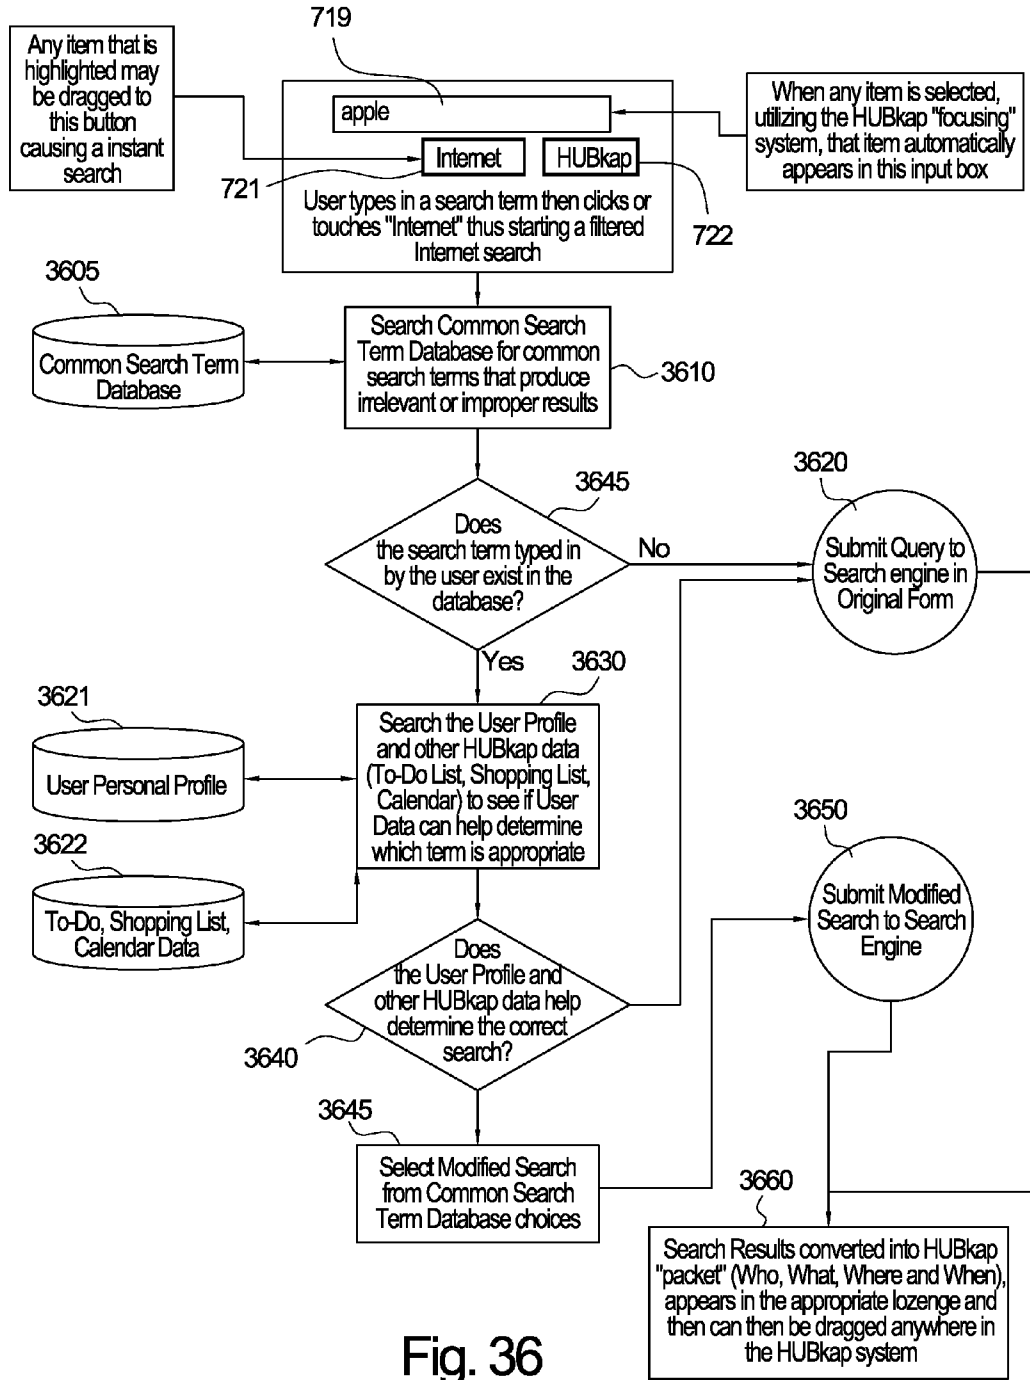 719
Any item that is
highlighted may
be dragged to
this button
causing a instant
search
apple
Internet
HUBkap
721
722
User types in a search term then clicks or
touches "Internet" thus starting a filtered
Internet search
When any item is selected,
utilizing the HUBkap "focusing"
system, that item automatically
appears in this input box
3605
Common Search Term
Database
Search Common Search
Term Database for common
search terms that produce
irrelevant or improper results
3610
3645
Does
the search term typed in
by the user exist in the
database?
No
Yes
3620
Submit Query to
Search engine in
Original Form
3630
3621
User Personal Profile
Search the User Profile
and other HUBkap data
(To-Do List, Shopping List,
Calendar) to see if User
Data can help determine
which term is appropriate
3622
To-Do, Shopping List,
Calendar Data
3650
Submit Modified
Search to Search
Engine
Does
the User Profile and
other HUBkap data help
determine the correct
search?
3640
3645
Select Modified Search
from Common Search
Term Database choices
3660
Search Results converted into HUBkap
"packet" (Who, What, Where and When),
appears in the appropriate lozenge and
then can then be dragged anywhere in
the HUBkap system
Fig. 36